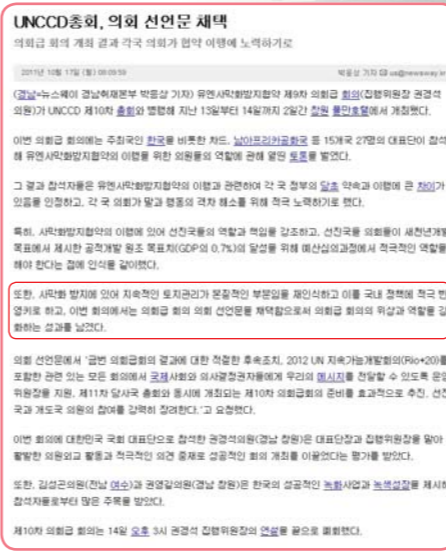 UNCCD총회, 의회 선언문 채택
의회급 회의 개최 결과 각국 의회가 협약 이행에 노력하기로
2011년 10월 17일 (월) 08:09:59 박응상 기자 us@newsway.kr
(경남=뉴스웨이 경남취재본부 박응상 기자) 유엔사막화방지협약 제9차 의회급 회의(집행위원장 권경석
의원)가 UNCCD 제10차 총회와 병행해 지난 13일부터 14일까지 2일간 창원 풀만호텔에서 개최됐다.
이번 의회급 회의에는 주최국인 한국을 비롯한 차드, 남아프리카공화국 등 15개국 27명의 대표단이 참석
해 유엔사막화방지협약의 이행을 위한 의원들의 역할에 관해 열띤 토론을 벌였다.
그 결과 참석자들은 유엔사막화방지협약의 이행과 관련하여 각 국 정부의 당초 약속과 이행에 큰 차이가
있음을 인정하고, 각 국 의회가 말과 행동의 격차 해소를 위해 적극 노력하기로 했다.
특히, 사막화방지협약의 이행에 있어 선진국들의 역할과 책임을 강조하고, 선진국들 의회들이 새천년개발
목표에서 제시한 공적개발 원조 목표치(GDP의 0.7%)의 달성을 위해 예산심의과정에서 적극적인 역할을
해야 한다는 점에 인식을 같이했다.
또한, 사막화 방지에 있어 지속적인 토지관리가 본질적인 부분임을 재인식하고 이를 국내 정책에 적극 반
영키로 하고, 이번 회의에서는 의회급 회의 의회 선언문을 채택함으로써 의회급 회의의 위상과 역할을 강
화하는 성과를 남겼다.
의회 선언문에서 '금번 의회급회의 결과에 대한 적절한 후속조치, 2012 UN 지속가능개발회의(Rio+20)를
포함한 관련 있는 모든 회의에서 국제사회와 의사결정권자들에게 우리의 메시지를 전달할 수 있도록 운영
위원장을 지원, 제11차 당사국 총회와 동시에 개최되는 제10차 의회급회의 준비를 효과적으로 추진, 선진
국과 개도국 의원의 참여를 강력히 장려한다.'고 요청했다.
이번 회의에 대한민국 국회 대표단으로 참석한 권경석의원(경남 창원)은 대표단장과 집행위원장을 맡아
활발한 의원외교 활동과 적극적인 의견 중재로 성공적인 회의 개최를 이끌었다는 평가를 받았다.
또한, 김성곤의원(전남 여수)과 권영길의원(경남 창원)은 한국의 성공적인 녹화사업과 녹색성장을 제시해
참석자들로부터 많은 주목을 받았다.
제10차 의회급 회의는 14일 오후 3시 권경석 집행위원장의 연설을 끝으로 폐회했다.